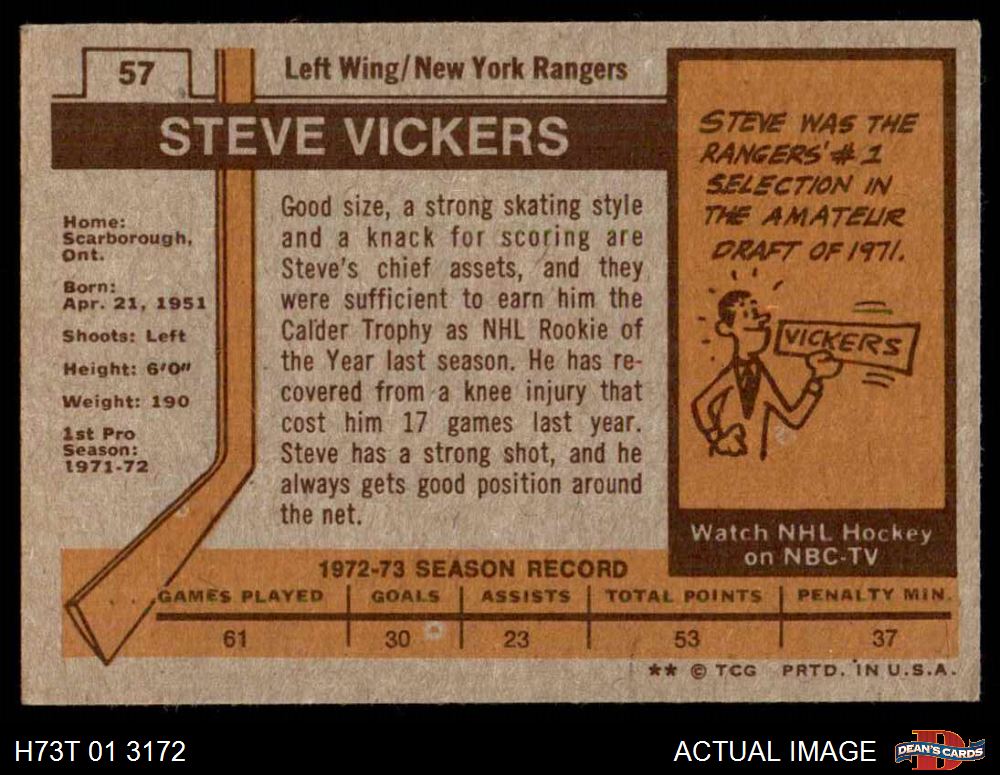 57
Left Wing/New York Rangers
STEVE VICKERS
Home:
Scarborough,
Ont.
Born:
Apr. 21, 1951
Shoots: Left
Height: 6'0"
Weight: 190
1st Pro
Season:
1971-72
Good size, a strong skating style
and a knack for scoring are
Steve's chief assets, and they
were sufficient to earn him the
Calder Trophy as NHL Rookie of
the Year last season. He has re-
covered from a knee injury that
cost him 17 games last year.
Steve has a strong shot, and he
always gets good position around
the net.
STEVE WAS THE
RANGERS' #1
SELECTION IN
THE AMATEUR
DRAFT OF 1971.
VICKERS
Watch NHL Hockey
on NBC-TV
1972-73 SEASON RECORD
GAMES PLAYED GOALS ASSISTS TOTAL POINTS PENALTY MIN.
61 30 23 53 37
** © TCG PRTD. IN U.S.A.
H73T 01 3172
ACTUAL IMAGE
DEAN'S CARDS